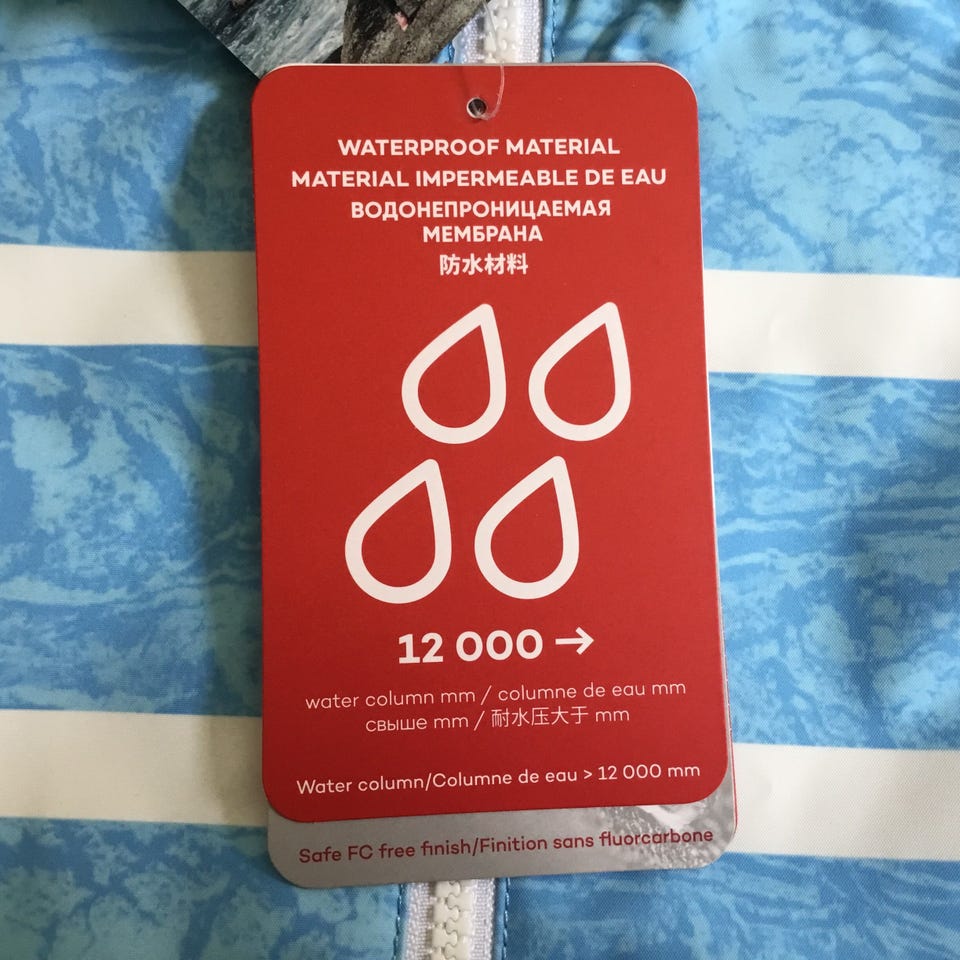 WATERPROOF MATERIAL
MATERIAL IMPERMEABLE DE EAU
ВОДОНЕПРОНИЦАЕМАЯ
МЕМБРАНА
防水材料
12 000 →
water column mm / columne de eau mm
свыше mm / 耐水压大于 mm
Water column/Columne de eau > 12 000 mm
Safe FC free finish/Finition sans fluorcarbone